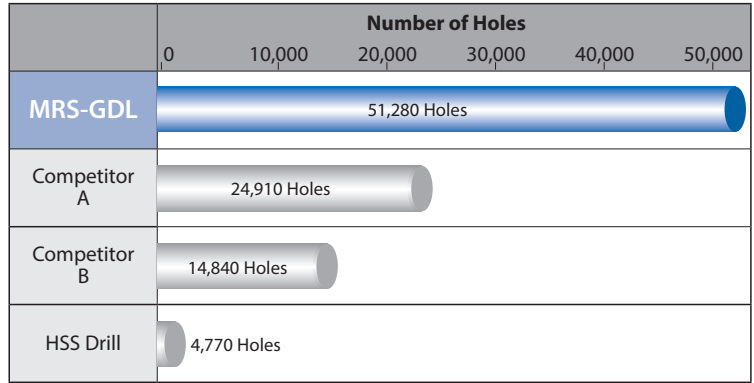 Number of Holes
0 10,000 20,000 30,000 40,000 50,000
MRS-GDL 51,280 Holes
Competitor
A
24,910 Holes
Competitor
B
14,840 Holes
HSS Drill 4,770 Holes